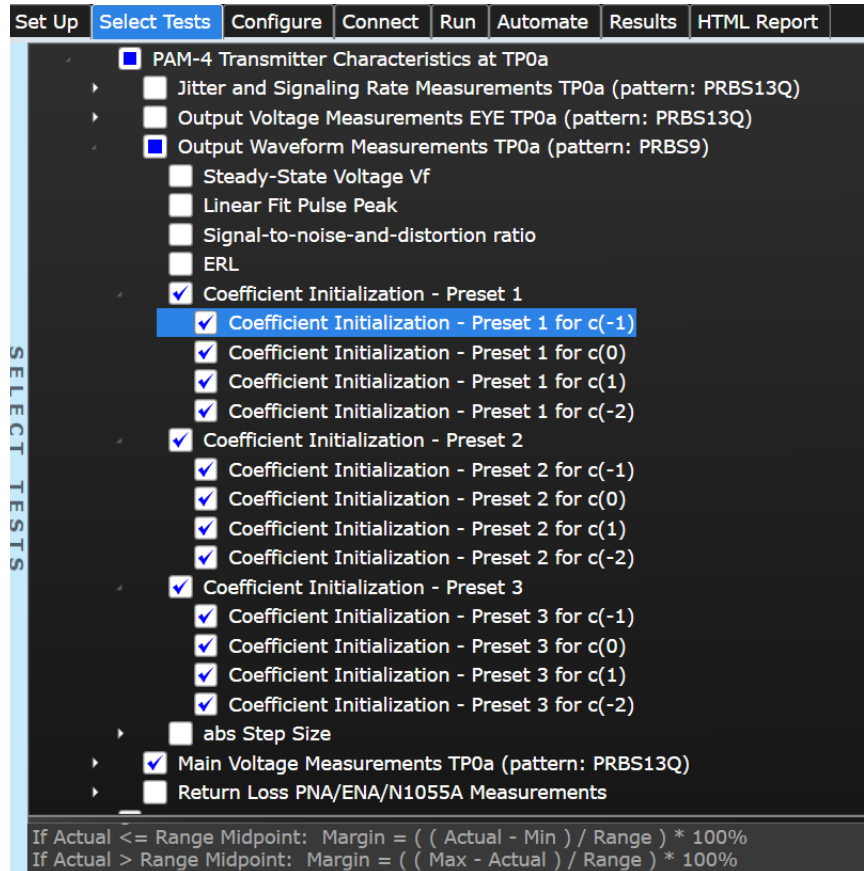 Set Up Select Tests Configure Connect Run Automate Results HTML Report
PAM-4 Transmitter Characteristics at TP0a
Jitter and Signaling Rate Measurements TP0a (pattern: PRBS13Q)
Output Voltage Measurements EYE TP0a (pattern: PRBS13Q)
Output Waveform Measurements TP0a (pattern: PRBS9)
Steady-State Voltage Vf
Linear Fit Pulse Peak
Signal-to-noise-and-distortion ratio
ERL
Coefficient Initialization - Preset 1
Coefficient Initialization - Preset 1 for c(-1)
Coefficient Initialization - Preset 1 for c(0)
Coefficient Initialization - Preset 1 for c(1)
Coefficient Initialization - Preset 1 for c(-2)
Coefficient Initialization - Preset 2
Coefficient Initialization - Preset 2 for c(-1)
Coefficient Initialization - Preset 2 for c(0)
Coefficient Initialization - Preset 2 for c(1)
Coefficient Initialization - Preset 2 for c(-2)
Coefficient Initialization - Preset 3
Coefficient Initialization - Preset 3 for c(-1)
Coefficient Initialization - Preset 3 for c(0)
Coefficient Initialization - Preset 3 for c(1)
Coefficient Initialization - Preset 3 for c(-2)
abs Step Size
Main Voltage Measurements TP0a (pattern: PRBS13Q)
Return Loss PNA/ENA/N1055A Measurements
SELECT TESTS
If Actual <= Range Midpoint: Margin = ( ( Actual - Min ) / Range ) * 100%
If Actual > Range Midpoint: Margin = ( ( Max - Actual ) / Range ) * 100%